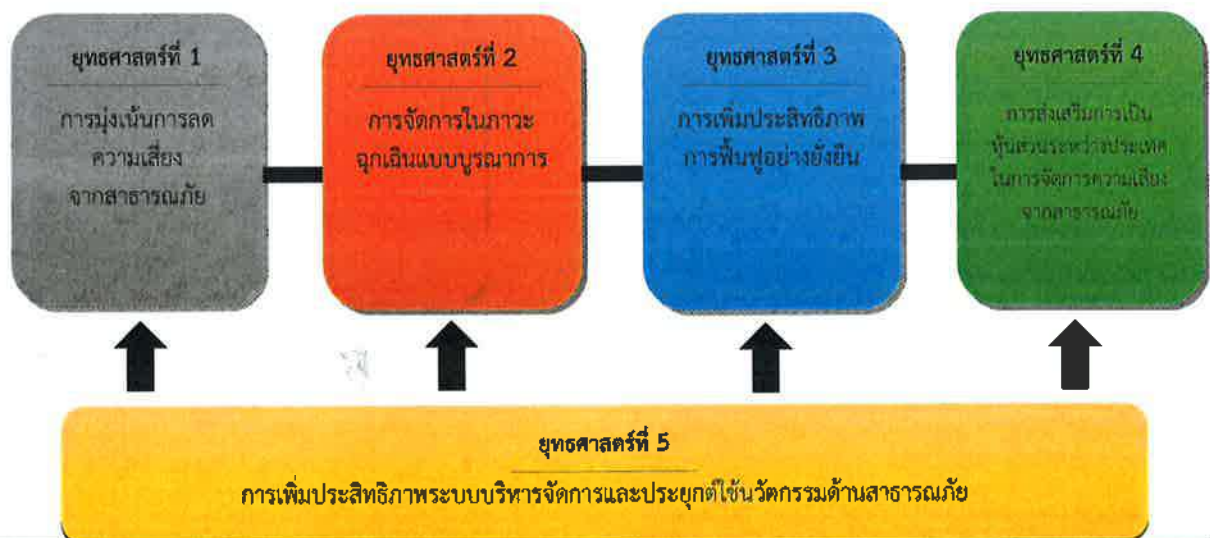 ยุทธศาสตร์ที่ 1
การมุ่งเน้นการลด
ความเสี่ยง
จากสาธารณภัย
ยุทธศาสตร์ที่ 2
การจัดการในภาวะ
ฉุกเฉินแบบบูรณาการ
ยุทธศาสตร์ที่ 3
การเพิ่มประสิทธิภาพ
การฟื้นฟูอย่างยั่งยืน
ยุทธศาสตร์ที่ 4
การส่งเสริมการเป็น
หุ้นส่วนระหว่างประเทศ
ในการจัดการความเสี่ยง
จากสาธารณภัย
ยุทธศาสตร์ที่ 5
การเพิ่มประสิทธิภาพระบบบริหารจัดการและประยุกต์ใช้นวัตกรรมด้านสาธารณภัย